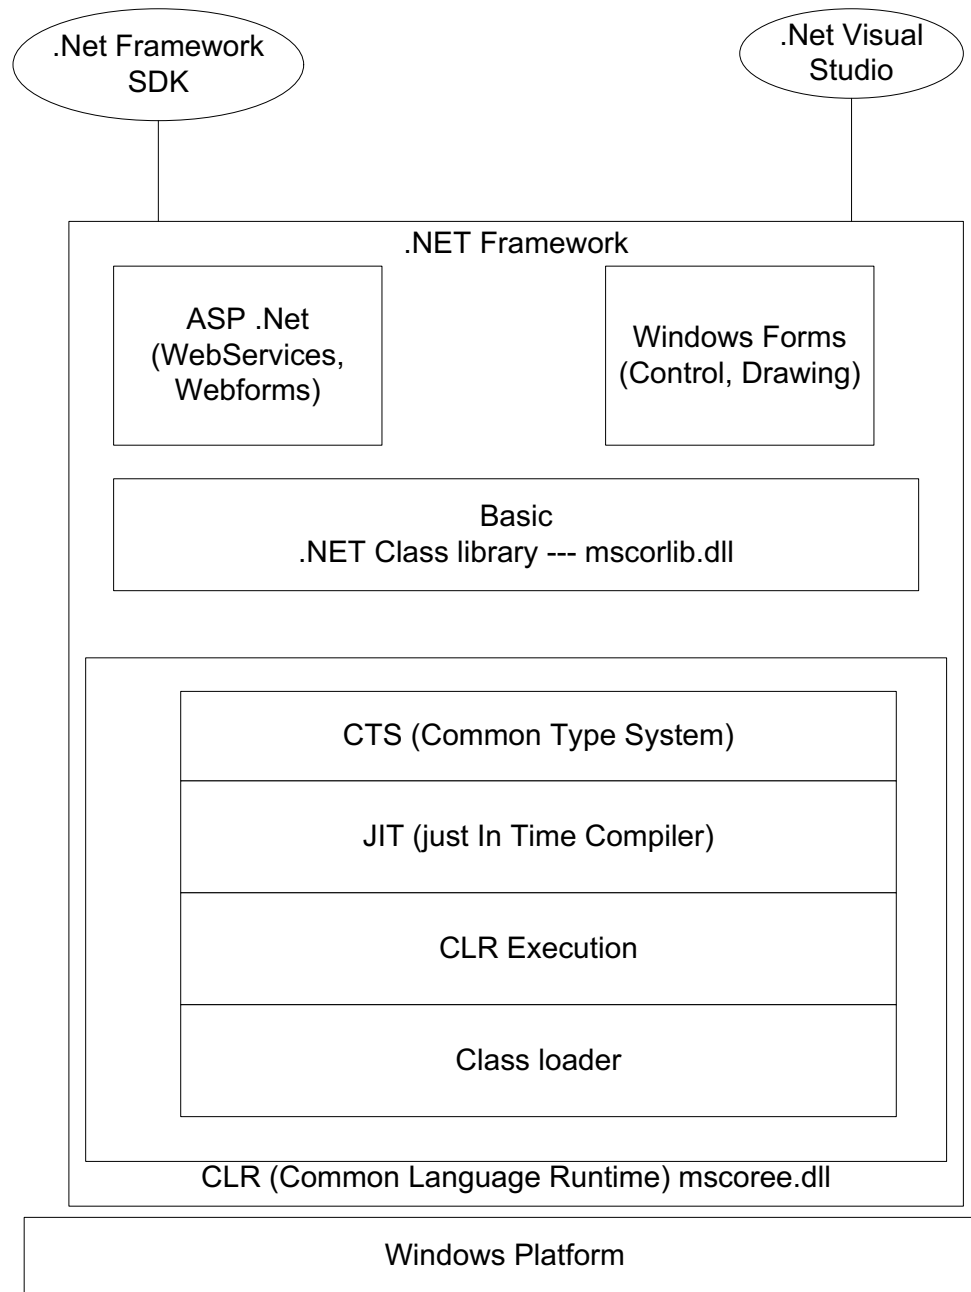 .Net Framework
SDK
.Net Visual
Studio
.NET Framework
ASP .Net
(WebServices,
Webforms)
Windows Forms
(Control, Drawing)
Basic
.NET Class library --- mscorlib.dll
CTS (Common Type System)
JIT (just In Time Compiler)
CLR Execution
Class loader
CLR (Common Language Runtime) mscoree.dll
Windows Platform